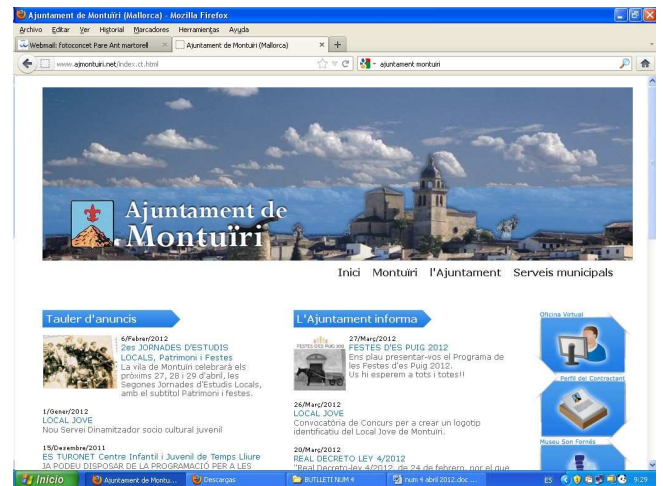 Ajuntament de Montuïri (Mallorca) - Mozilla Firefox
Archivo Editar Ver Historial Marcadores Herramientas Ayuda
Webmail: fotoconcet Pare Ant martorell
Ajuntament de Montuïri (Mallorca)
www.ajmontuiri.net/index.ct.html
ajuntament montuiri
Ajuntament de
Montuïri
Inici Montuïri l'Ajuntament Serveis municipals
Tauler d'anuncis
6/Febrer/2012
2es JORNADES D'ESTUDIS
LOCALS, Patrimoni i Festes
La vila de Montuïri celebrarà els
pròxims 27, 28 i 29 d'abril, les
Segones Jornades d'Estudis Locals,
amb el subtítol Patrimoni i festes.
1/Gener/2012
LOCAL JOVE
Nou Servei Dinamitzador socio cultural juvenil
15/Desembre/2011
ES TURONET Centre Infantil i Juvenil de Temps Lliure
JA PODEU DISPOSAR DE LA PROGRAMACIÓ PER A LES
L'Ajuntament informa
FESTES DES PUIG 2012
27/Març/2012
FESTES D'ES PUIG 2012
Ens plau presentar-vos el Programa de
les Festes d'es Puig 2012.
Us hi esperem a tots i totes!!
26/Març/2012
LOCAL JOVE
Convocatòria de Concurs per a crear un logotip
identificatiu del Local Jove de Montuïri.
20/Març/2012
REAL DECRETO LEY 4/2012
"Real Decreto-ley 4/2012, de 24 de febrero, por el que
Oficina Virtual
Perfil del Contractant
Museu Son Fornés
Inicio
Ajuntament de Montu...
Descargas
BUTLLETI NUM 4
num 4 abril 2012.doc ...
ES
9:29